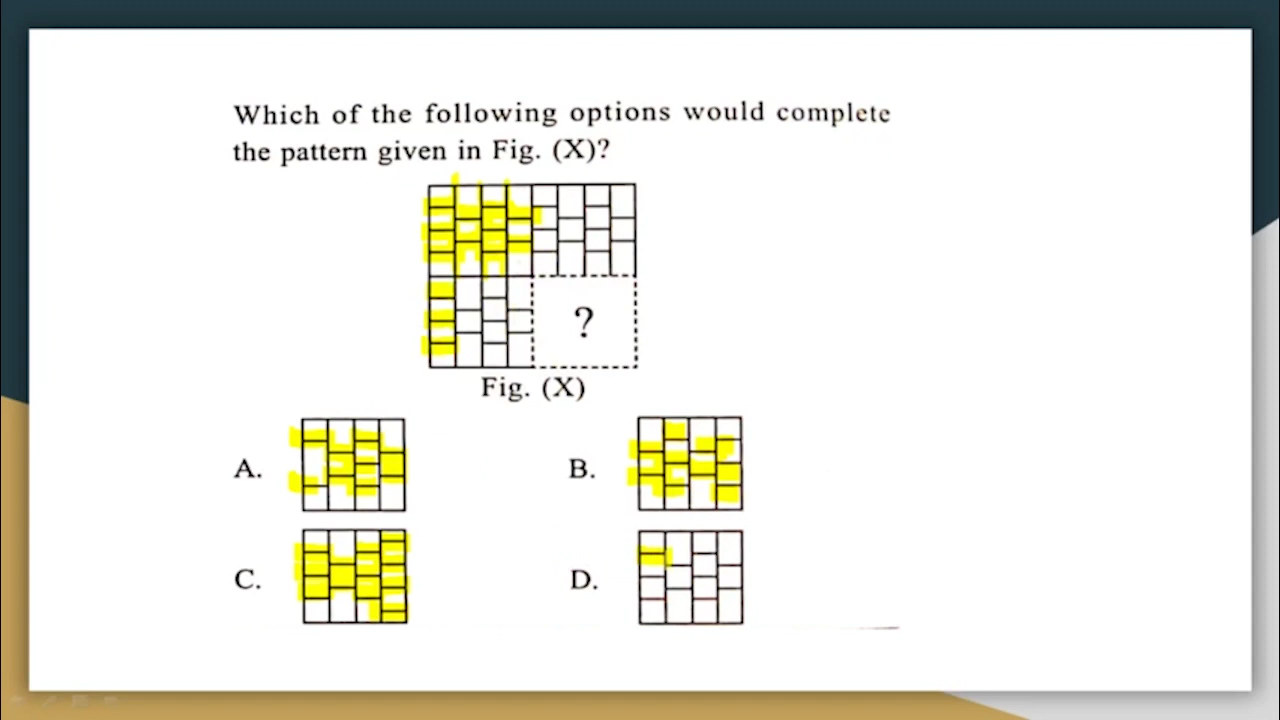 Which of the following options would complete
the pattern given in Fig. (X)?
?
Fig. (X)
A.
B.
C.
D.